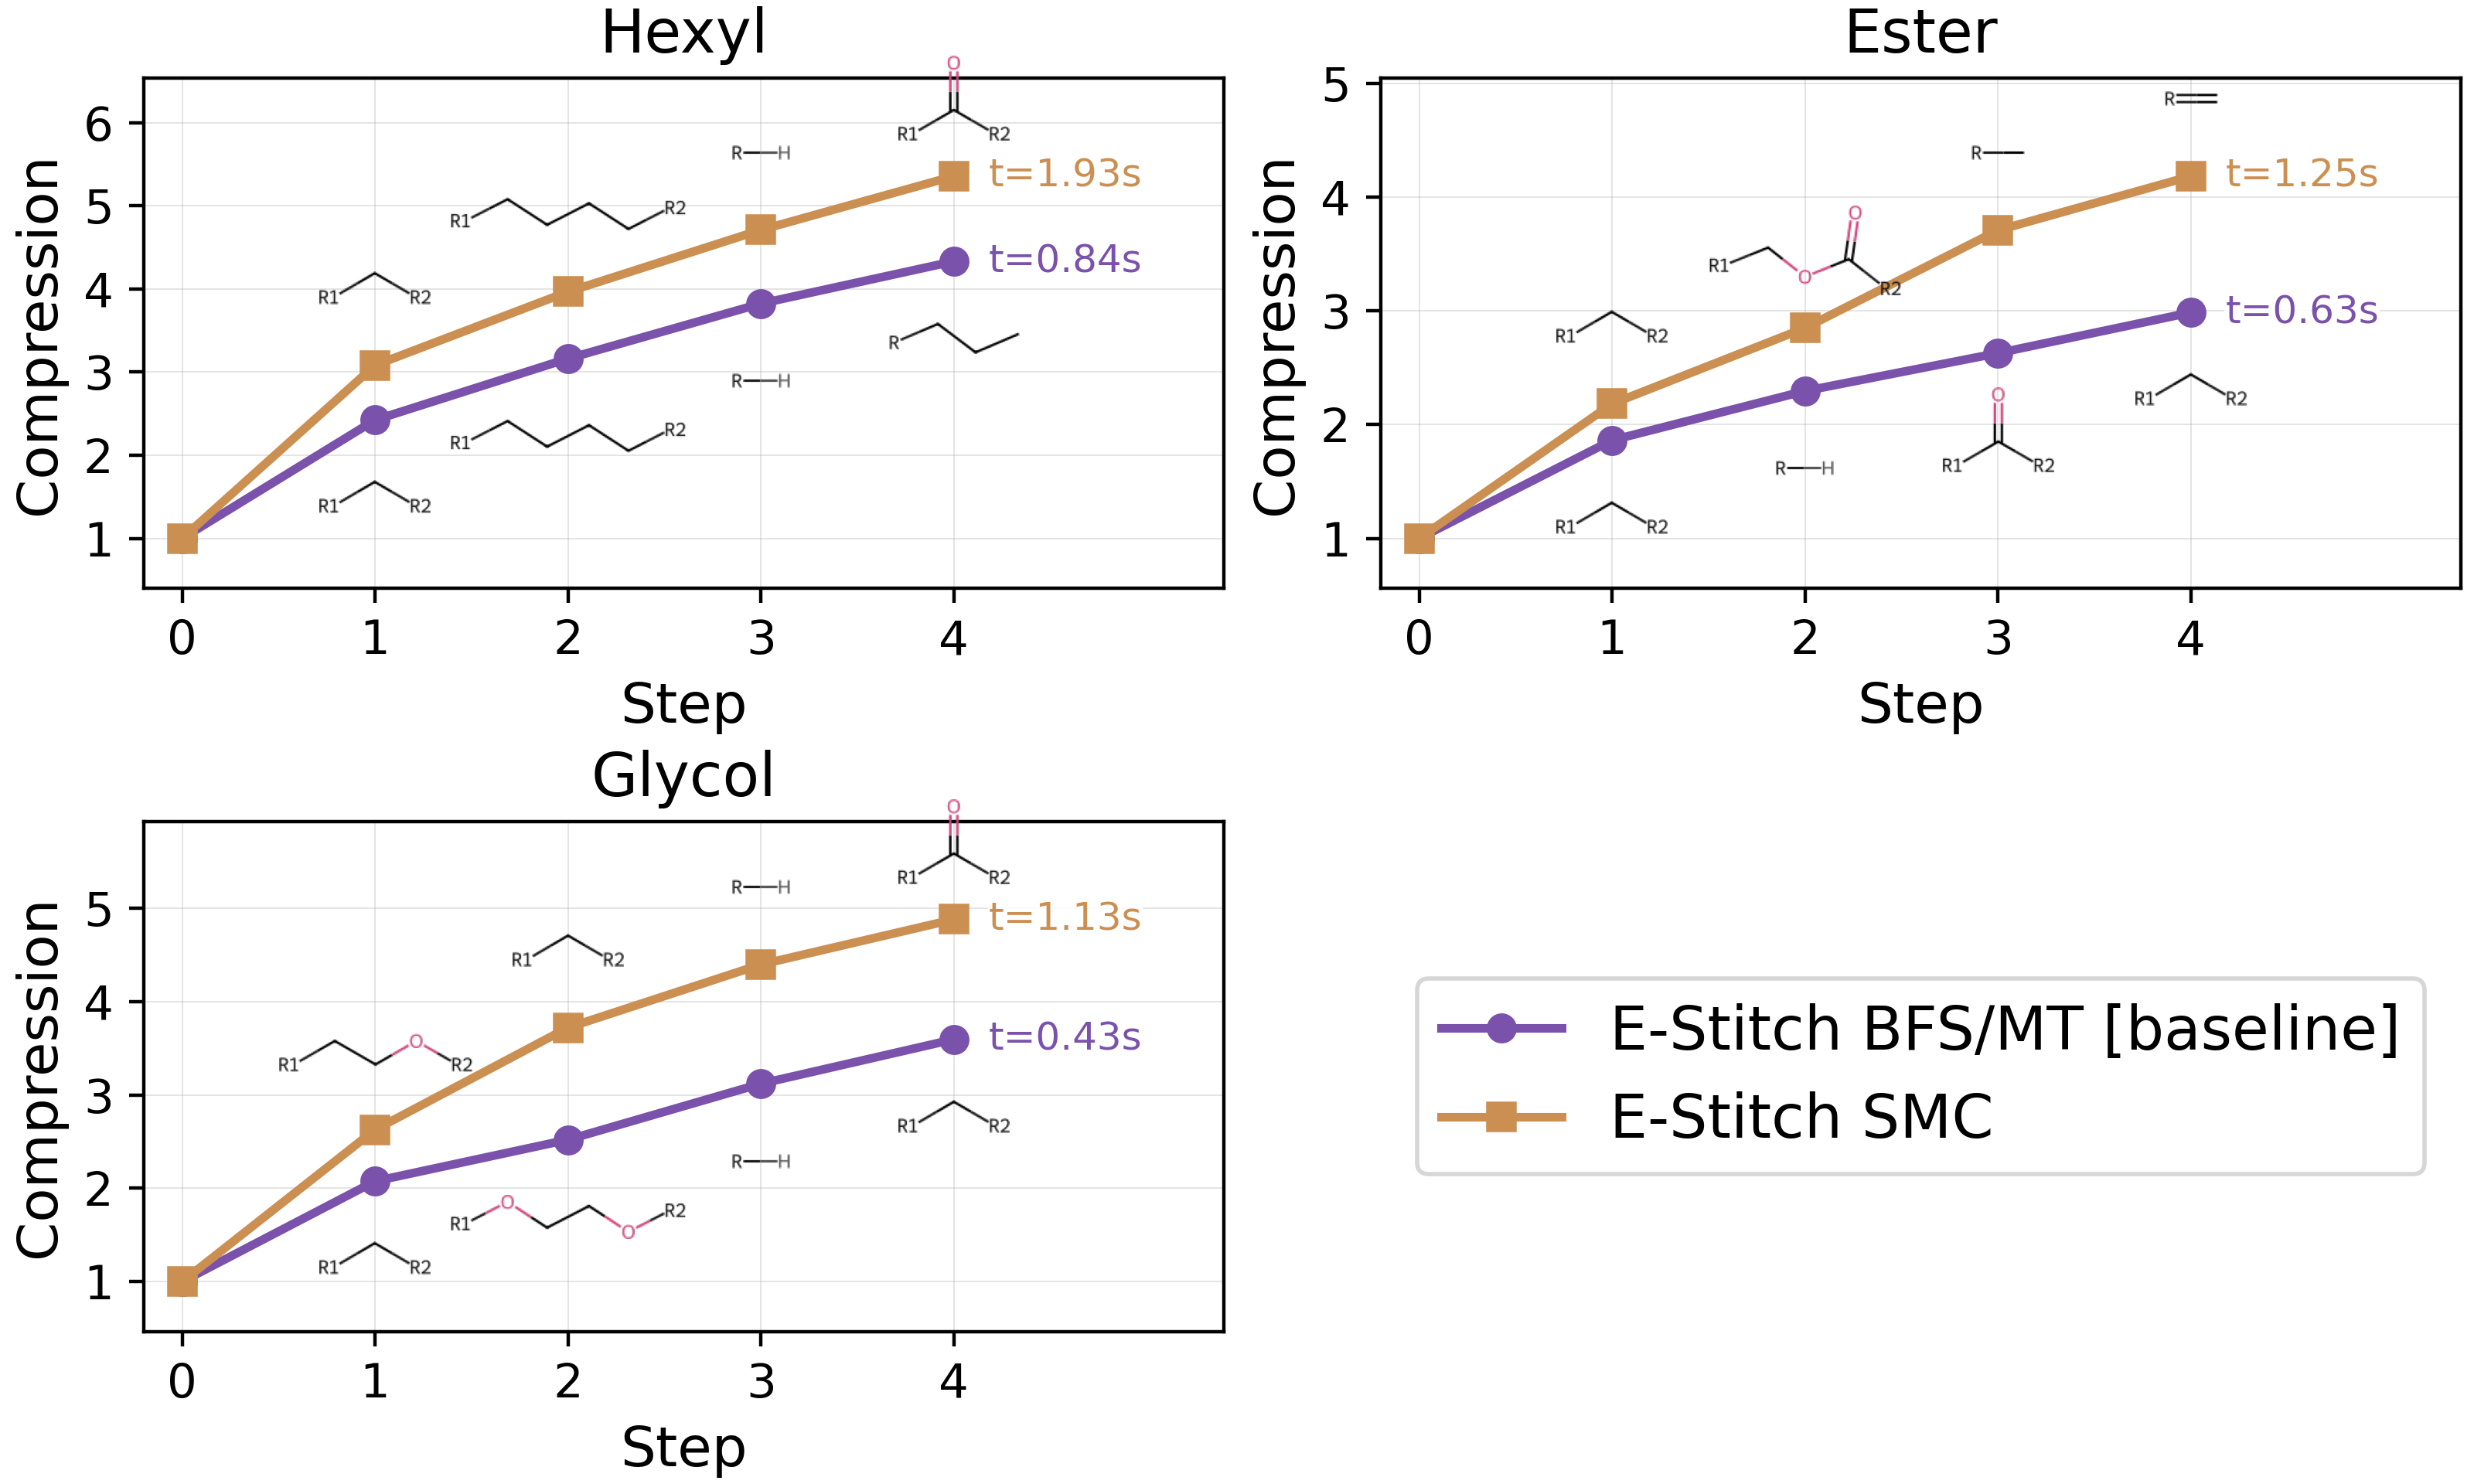 Hexyl
Compression
6
5
4
3
2
1
0 1 2 3 4
Step
O
R1 R2
R—H
t=1.93s
R1 R2
t=0.84s
R1 R2
R
R—H
R1 R2
R1 R2
Ester
Compression
5
4
3
2
1
0 1 2 3 4
Step
R
R
O
t=1.25s
R1 O R2
R1 R2
t=0.63s
R1 R2
O
R1 R2
R—H
R1 R2
Glycol
Compression
5
4
3
2
1
0 1 2 3 4
Step
O
R1 R2
R—H
t=1.13s
R1 R2
R1 O R2
t=0.43s
R1 R2
R—H
R1 O O R2
R1 R2
E-Stitch BFS/MT [baseline]
E-Stitch SMC